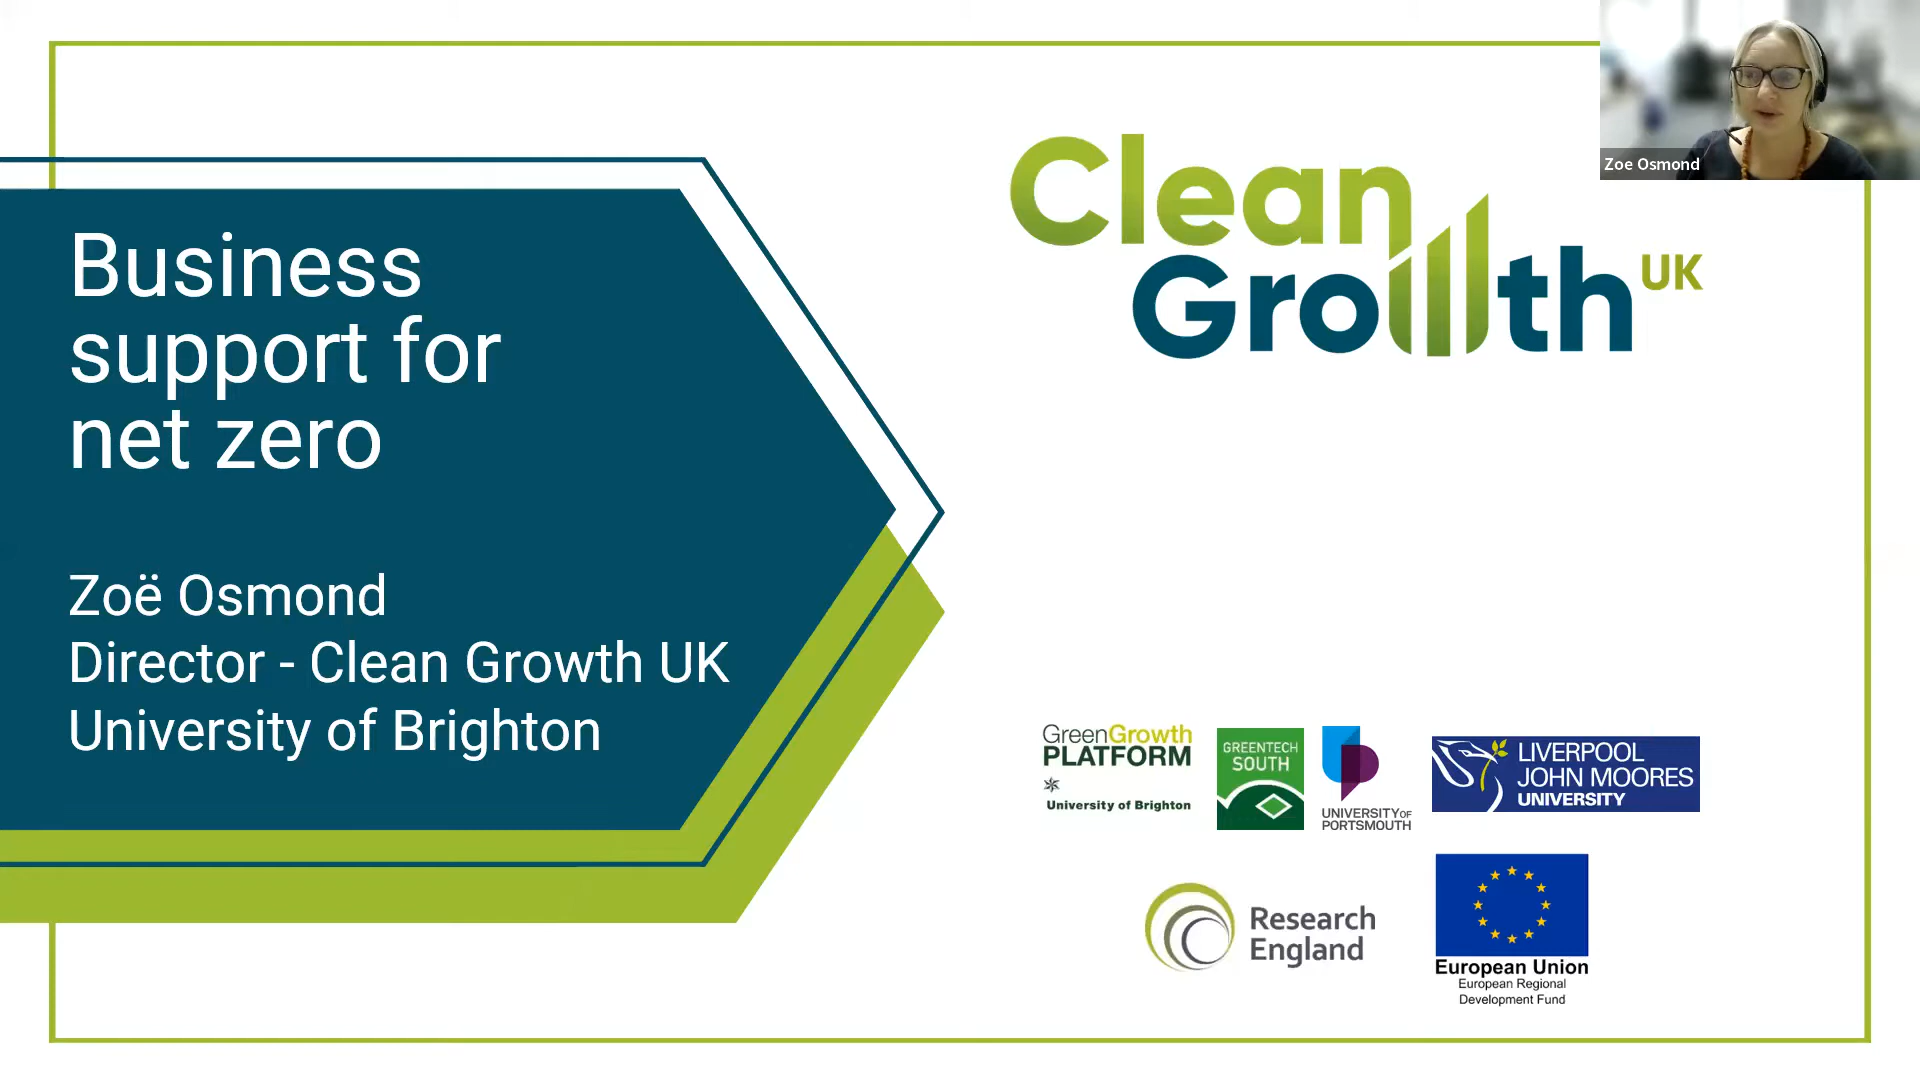 Business
support for
net zero
Zoë Osmond
Director - Clean Growth UK
University of Brighton
Clean
Growth UK
Zoe Osmond
GreenGrowth
PLATFORM
University of Brighton
GREENTECH
SOUTH
UNIVERSITY OF
PORTSMOUTH
LIVERPOOL
JOHN MOORES
UNIVERSITY
Research
England
European Union
European Regional
Development Fund